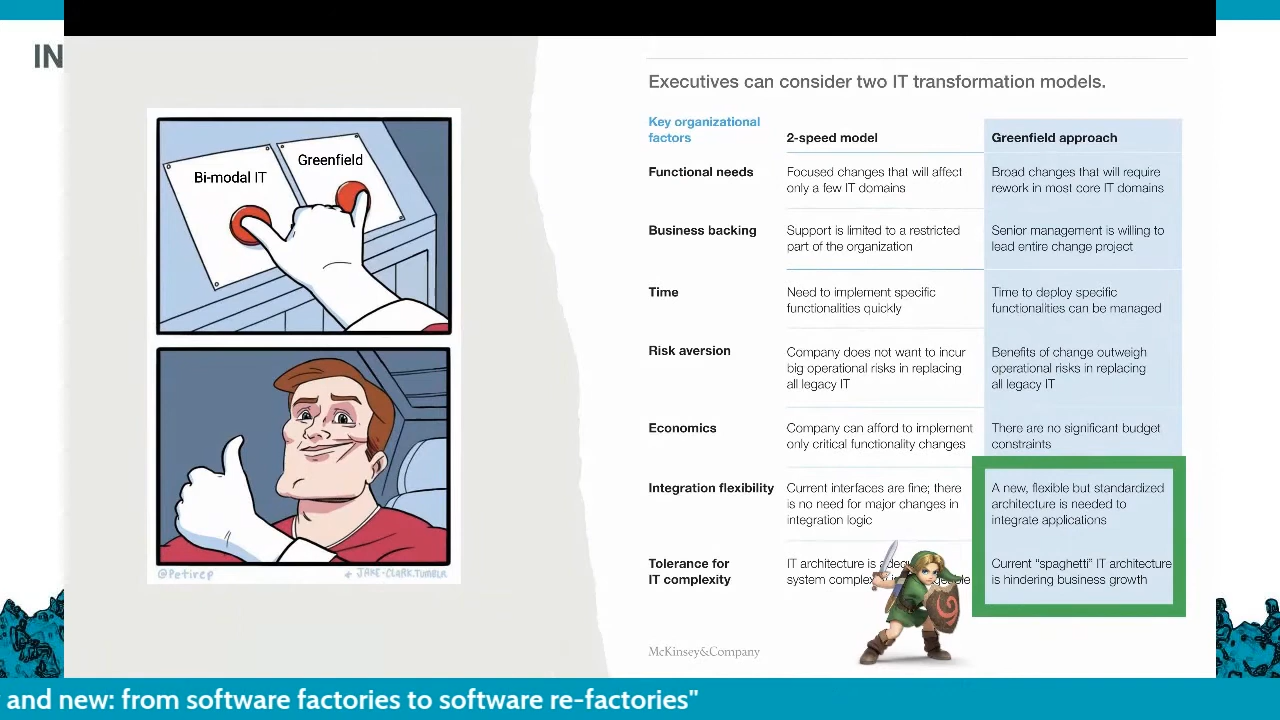 IN
Bi-modal IT
Greenfield
@Petirep
+ JAKE-CLARK.TUMBLR
Executives can consider two IT transformation models.
Key organizational
factors
2-speed model
Greenfield approach
Functional needs
Focused changes that will affect
only a few IT domains
Broad changes that will require
rework in most core IT domains
Business backing
Support is limited to a restricted
part of the organization
Senior management is willing to
lead entire change project
Time
Need to implement specific
functionalities quickly
Time to deploy specific
functionalities can be managed
Risk aversion
Company does not want to incur
big operational risks in replacing
all legacy IT
Benefits of change outweigh
operational risks in replacing
all legacy IT
Economics
Company can afford to implement
only critical functionality changes
There are no significant budget
constraints
Integration flexibility
Current interfaces are fine; there
is no need for major changes in
integration logic
A new, flexible but standardized
architecture is needed to
integrate applications
Tolerance for
IT complexity
IT is
system
Current "spaghetti" IT architecture
is hindering business growth
McKinsey&Company
and new: from software factories to software re-factories"